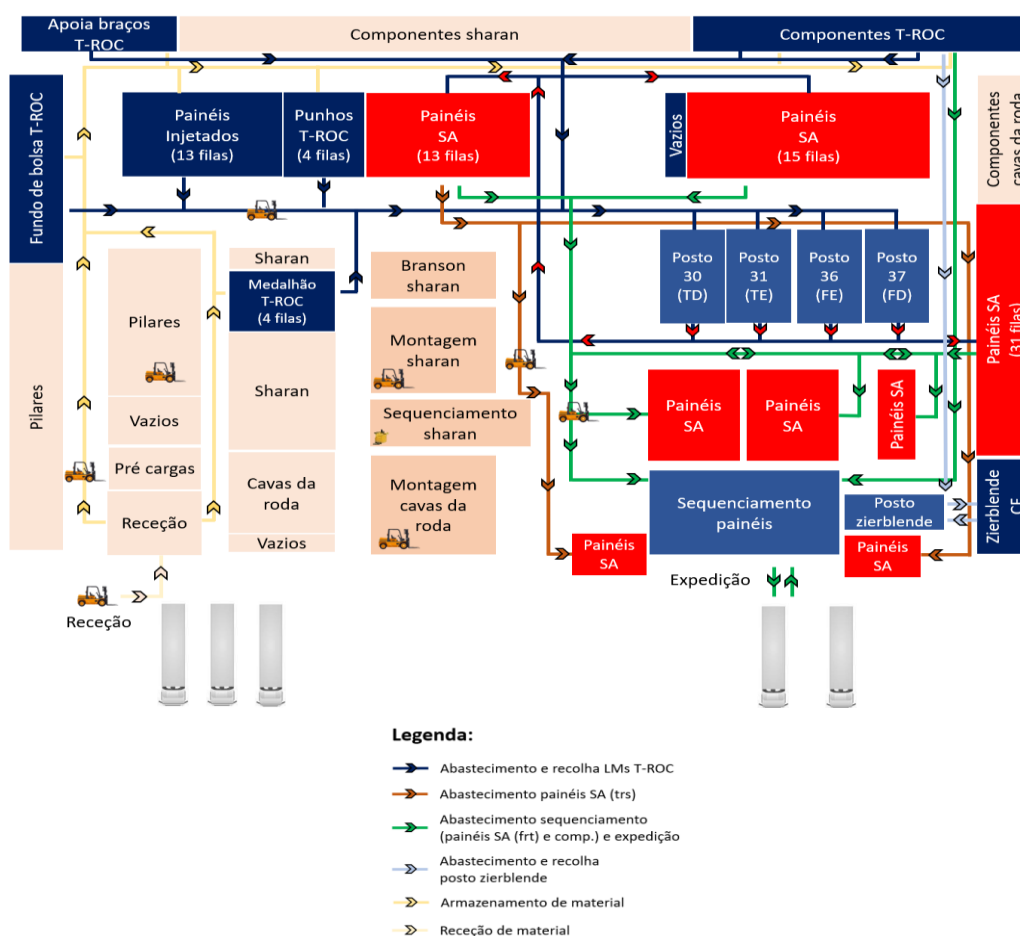 Apoia braços
T-ROC
Componentes sharan
Componentes T-ROC
Fundo de bolsa T-ROC
Painéis
Injetados
(13 filas)
Punhos
T-ROC
(4 filas)
Painéis
SA
(13 filas)
Vazios
Painéis
SA
(15 filas)
Componentes
cavas da roda
Pilares
Pilares
Vazios
Pré cargas
Receção
Sharan
Medalhão
T-ROC
(4 filas)
Sharan
Cavas da
roda
Vazios
Branson
sharan
Montagem
sharan
Sequenciamento
sharan
Montagem
cavas da
roda
Posto
30
(TD)
Posto
31
(TE)
Posto
36
(FE)
Posto
37
(FD)
Painéis SA
(31 filas)
Painéis
SA
Painéis
SA
Painéis SA
Sequenciamento
painéis
Posto
zierblende
Zierblende
CF
Painéis
SA
Painéis
SA
Expedição
Receção
Legenda:
Abastecimento e recolha LMs T-ROC
Abastecimento painéis SA (trs)
Abastecimento sequenciamento
(painéis SA (frt) e comp.) e expedição
Abastecimento e recolha
posto zierblende
Armazenamento de material
Receção de material